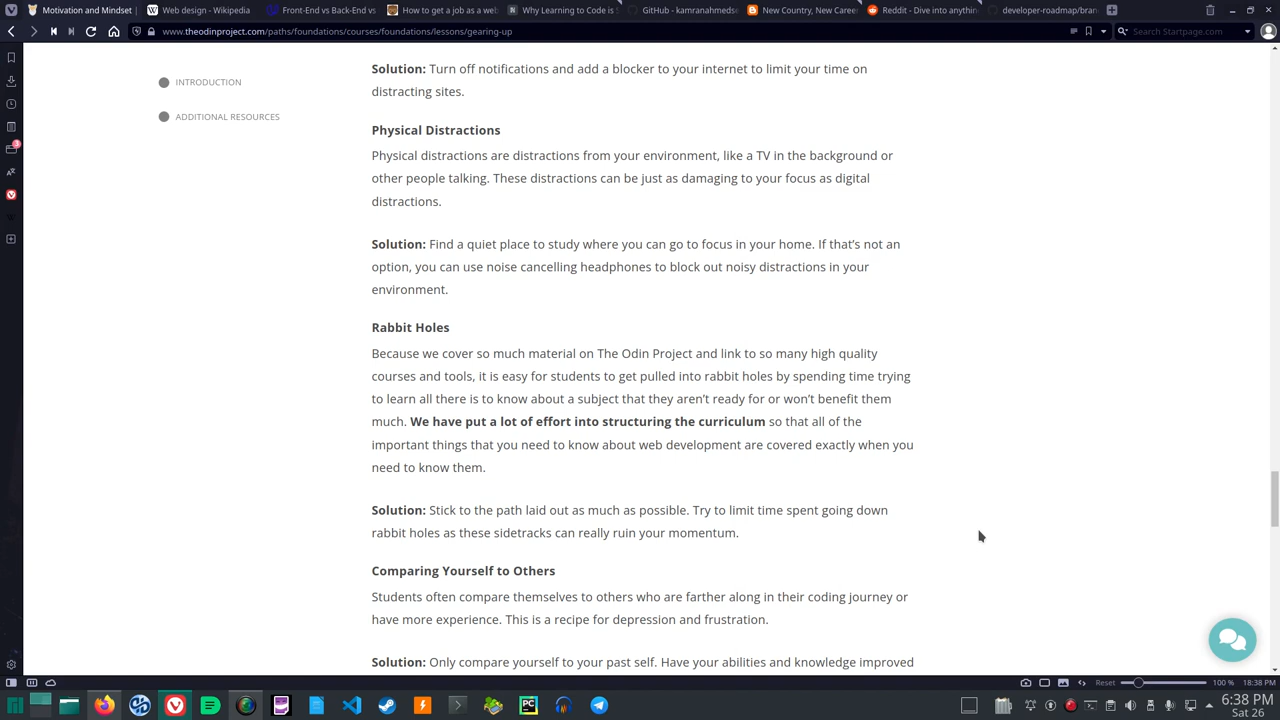 Motivation and Mindset
Web design - Wikipedia
Front-End vs Back-End vs
How to get a job as a web
Why Learning to Code is
GitHub - kamranahmedse
New Country, New Career
Reddit - Dive into anythin
developer-roadmap/bran
www.theodinproject.com/paths/foundations/courses/foundations/lessons/gearing-up
Search Startpage.com
INTRODUCTION
ADDITIONAL RESOURCES
Solution: Turn off notifications and add a blocker to your internet to limit your time on
distracting sites.
Physical Distractions
Physical distractions are distractions from your environment, like a TV in the background or
other people talking. These distractions can be just as damaging to your focus as digital
distractions.
Solution: Find a quiet place to study where you can go to focus in your home. If that’s not an
option, you can use noise cancelling headphones to block out noisy distractions in your
environment.
Rabbit Holes
Because we cover so much material on The Odin Project and link to so many high quality
courses and tools, it is easy for students to get pulled into rabbit holes by spending time trying
to learn all there is to know about a subject that they aren’t ready for or won’t benefit them
much. We have put a lot of effort into structuring the curriculum so that all of the
important things that you need to know about web development are covered exactly when you
need to know them.
Solution: Stick to the path laid out as much as possible. Try to limit time spent going down
rabbit holes as these sidetracks can really ruin your momentum.
Comparing Yourself to Others
Students often compare themselves to others who are farther along in their coding journey or
have more experience. This is a recipe for depression and frustration.
Solution: Only compare yourself to your past self. Have your abilities and knowledge improved
3
Reset
100 %
18:38 PM
PC
6:38 PM
Sat 26